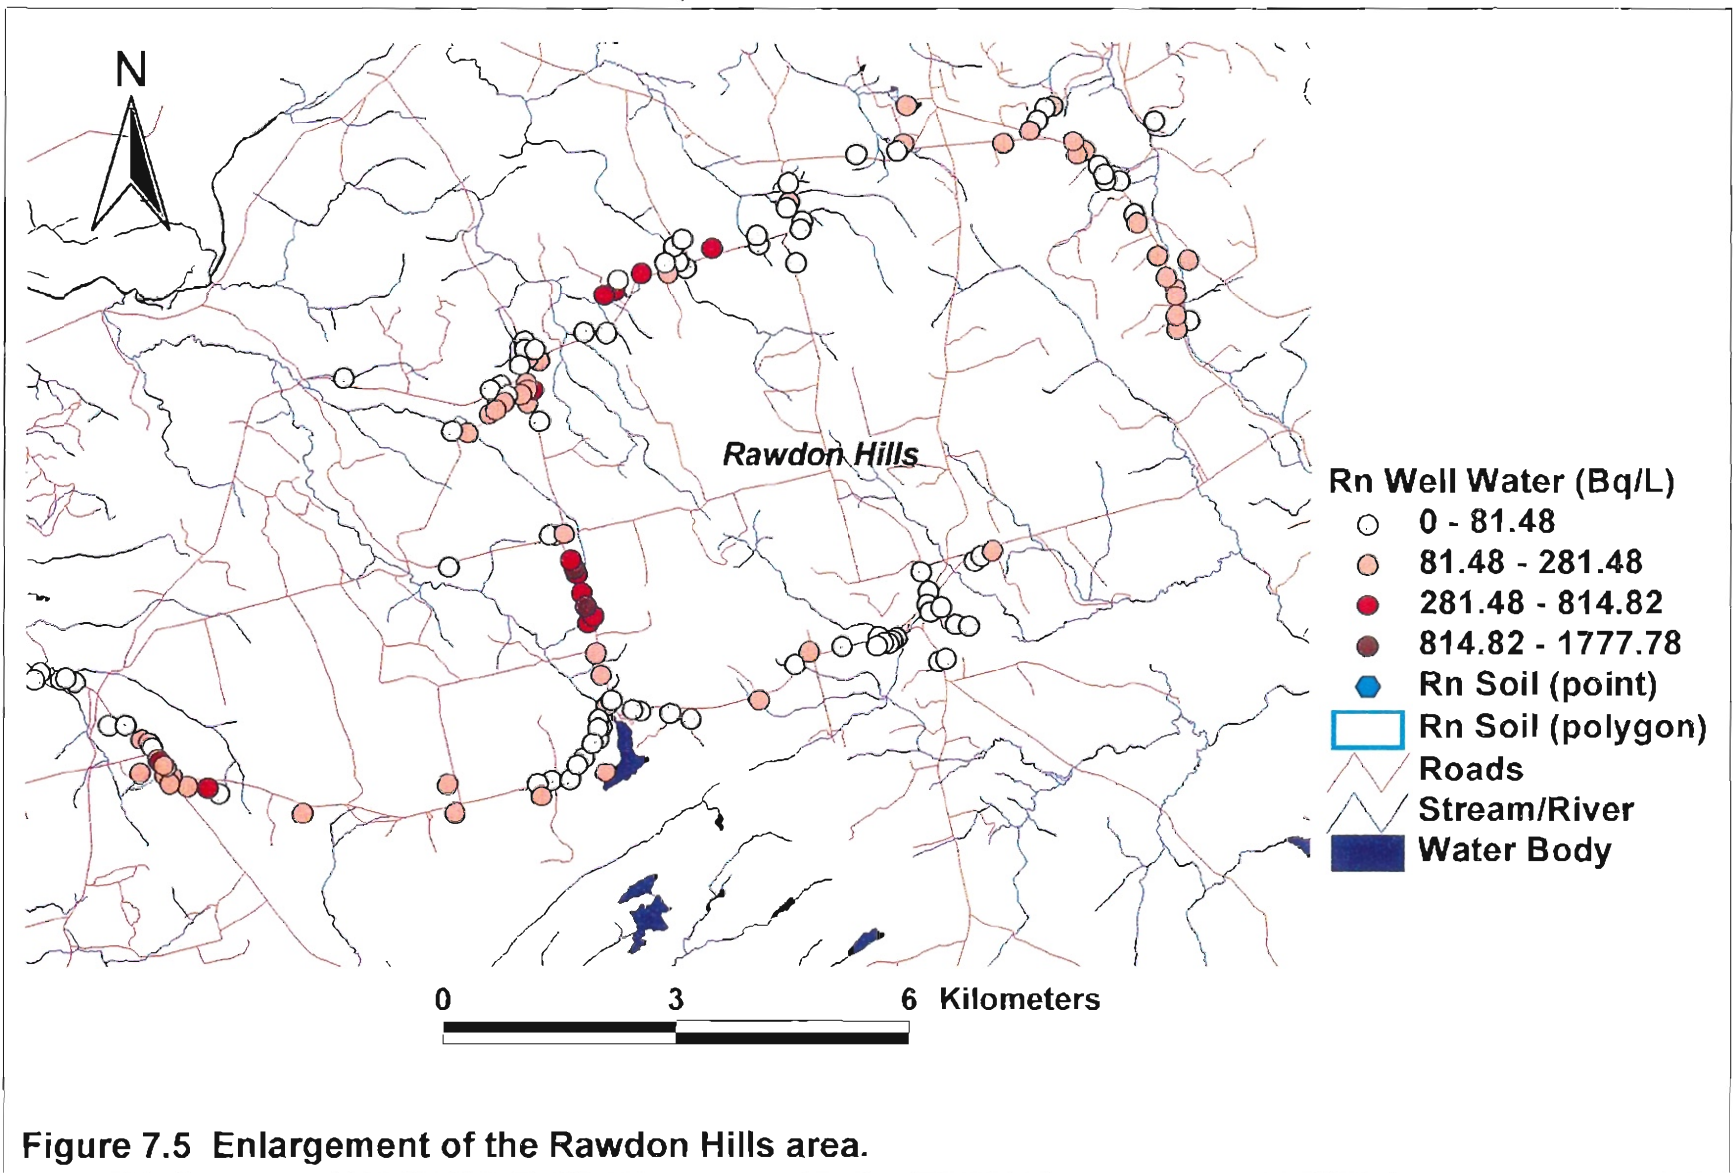 N
Rawdon Hills
Rn Well Water (Bq/L)
0 - 81.48
81.48 - 281.48
281.48 - 814.82
814.82 - 1777.78
Rn Soil (point)
Rn Soil (polygon)
Roads
Stream/River
Water Body
0 3 6 Kilometers
Figure 7.5 Enlargement of the Rawdon Hills area.